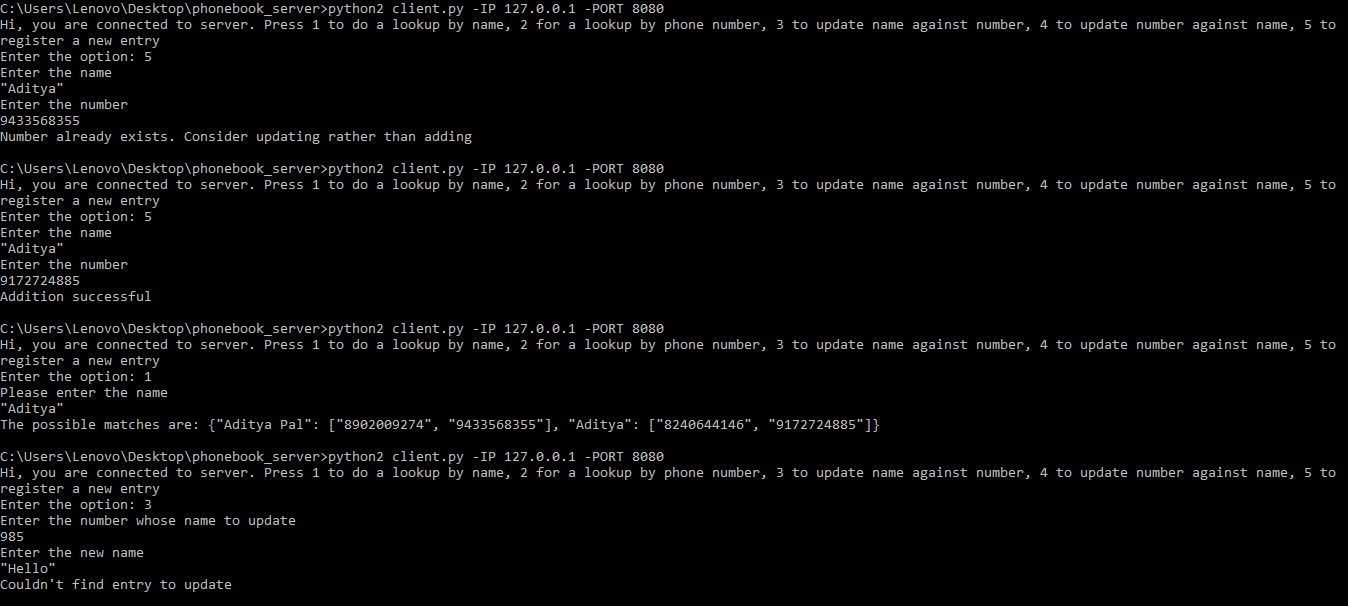 C:\Users\Lenovo\Desktop\phonebook_server>python2 client.py -IP 127.0.0.1 -PORT 8080
Hi, you are connected to server. Press 1 to do a lookup by name, 2 for a lookup by phone number, 3 to update name against number, 4 to update number against name, 5 to
register a new entry
Enter the option: 5
Enter the name
"Aditya"
Enter the number
9433568355
Number already exists. Consider updating rather than adding
C:\Users\Lenovo\Desktop\phonebook_server>python2 client.py -IP 127.0.0.1 -PORT 8080
Hi, you are connected to server. Press 1 to do a lookup by name, 2 for a lookup by phone number, 3 to update name against number, 4 to update number against name, 5 to
register a new entry
Enter the option: 5
Enter the name
"Aditya"
Enter the number
9172724885
Addition successful
C:\Users\Lenovo\Desktop\phonebook_server>python2 client.py -IP 127.0.0.1 -PORT 8080
Hi, you are connected to server. Press 1 to do a lookup by name, 2 for a lookup by phone number, 3 to update name against number, 4 to update number against name, 5 to
register a new entry
Enter the option: 1
Please enter the name
"Aditya"
The possible matches are: {"Aditya Pal": ["8902009274", "9433568355"], "Aditya": ["8240644146", "9172724885"]}
C:\Users\Lenovo\Desktop\phonebook_server>python2 client.py -IP 127.0.0.1 -PORT 8080
Hi, you are connected to server. Press 1 to do a lookup by name, 2 for a lookup by phone number, 3 to update name against number, 4 to update number against name, 5 to
register a new entry
Enter the option: 3
Enter the number whose name to update
985
Enter the new name
"Hello"
Couldn't find entry to update